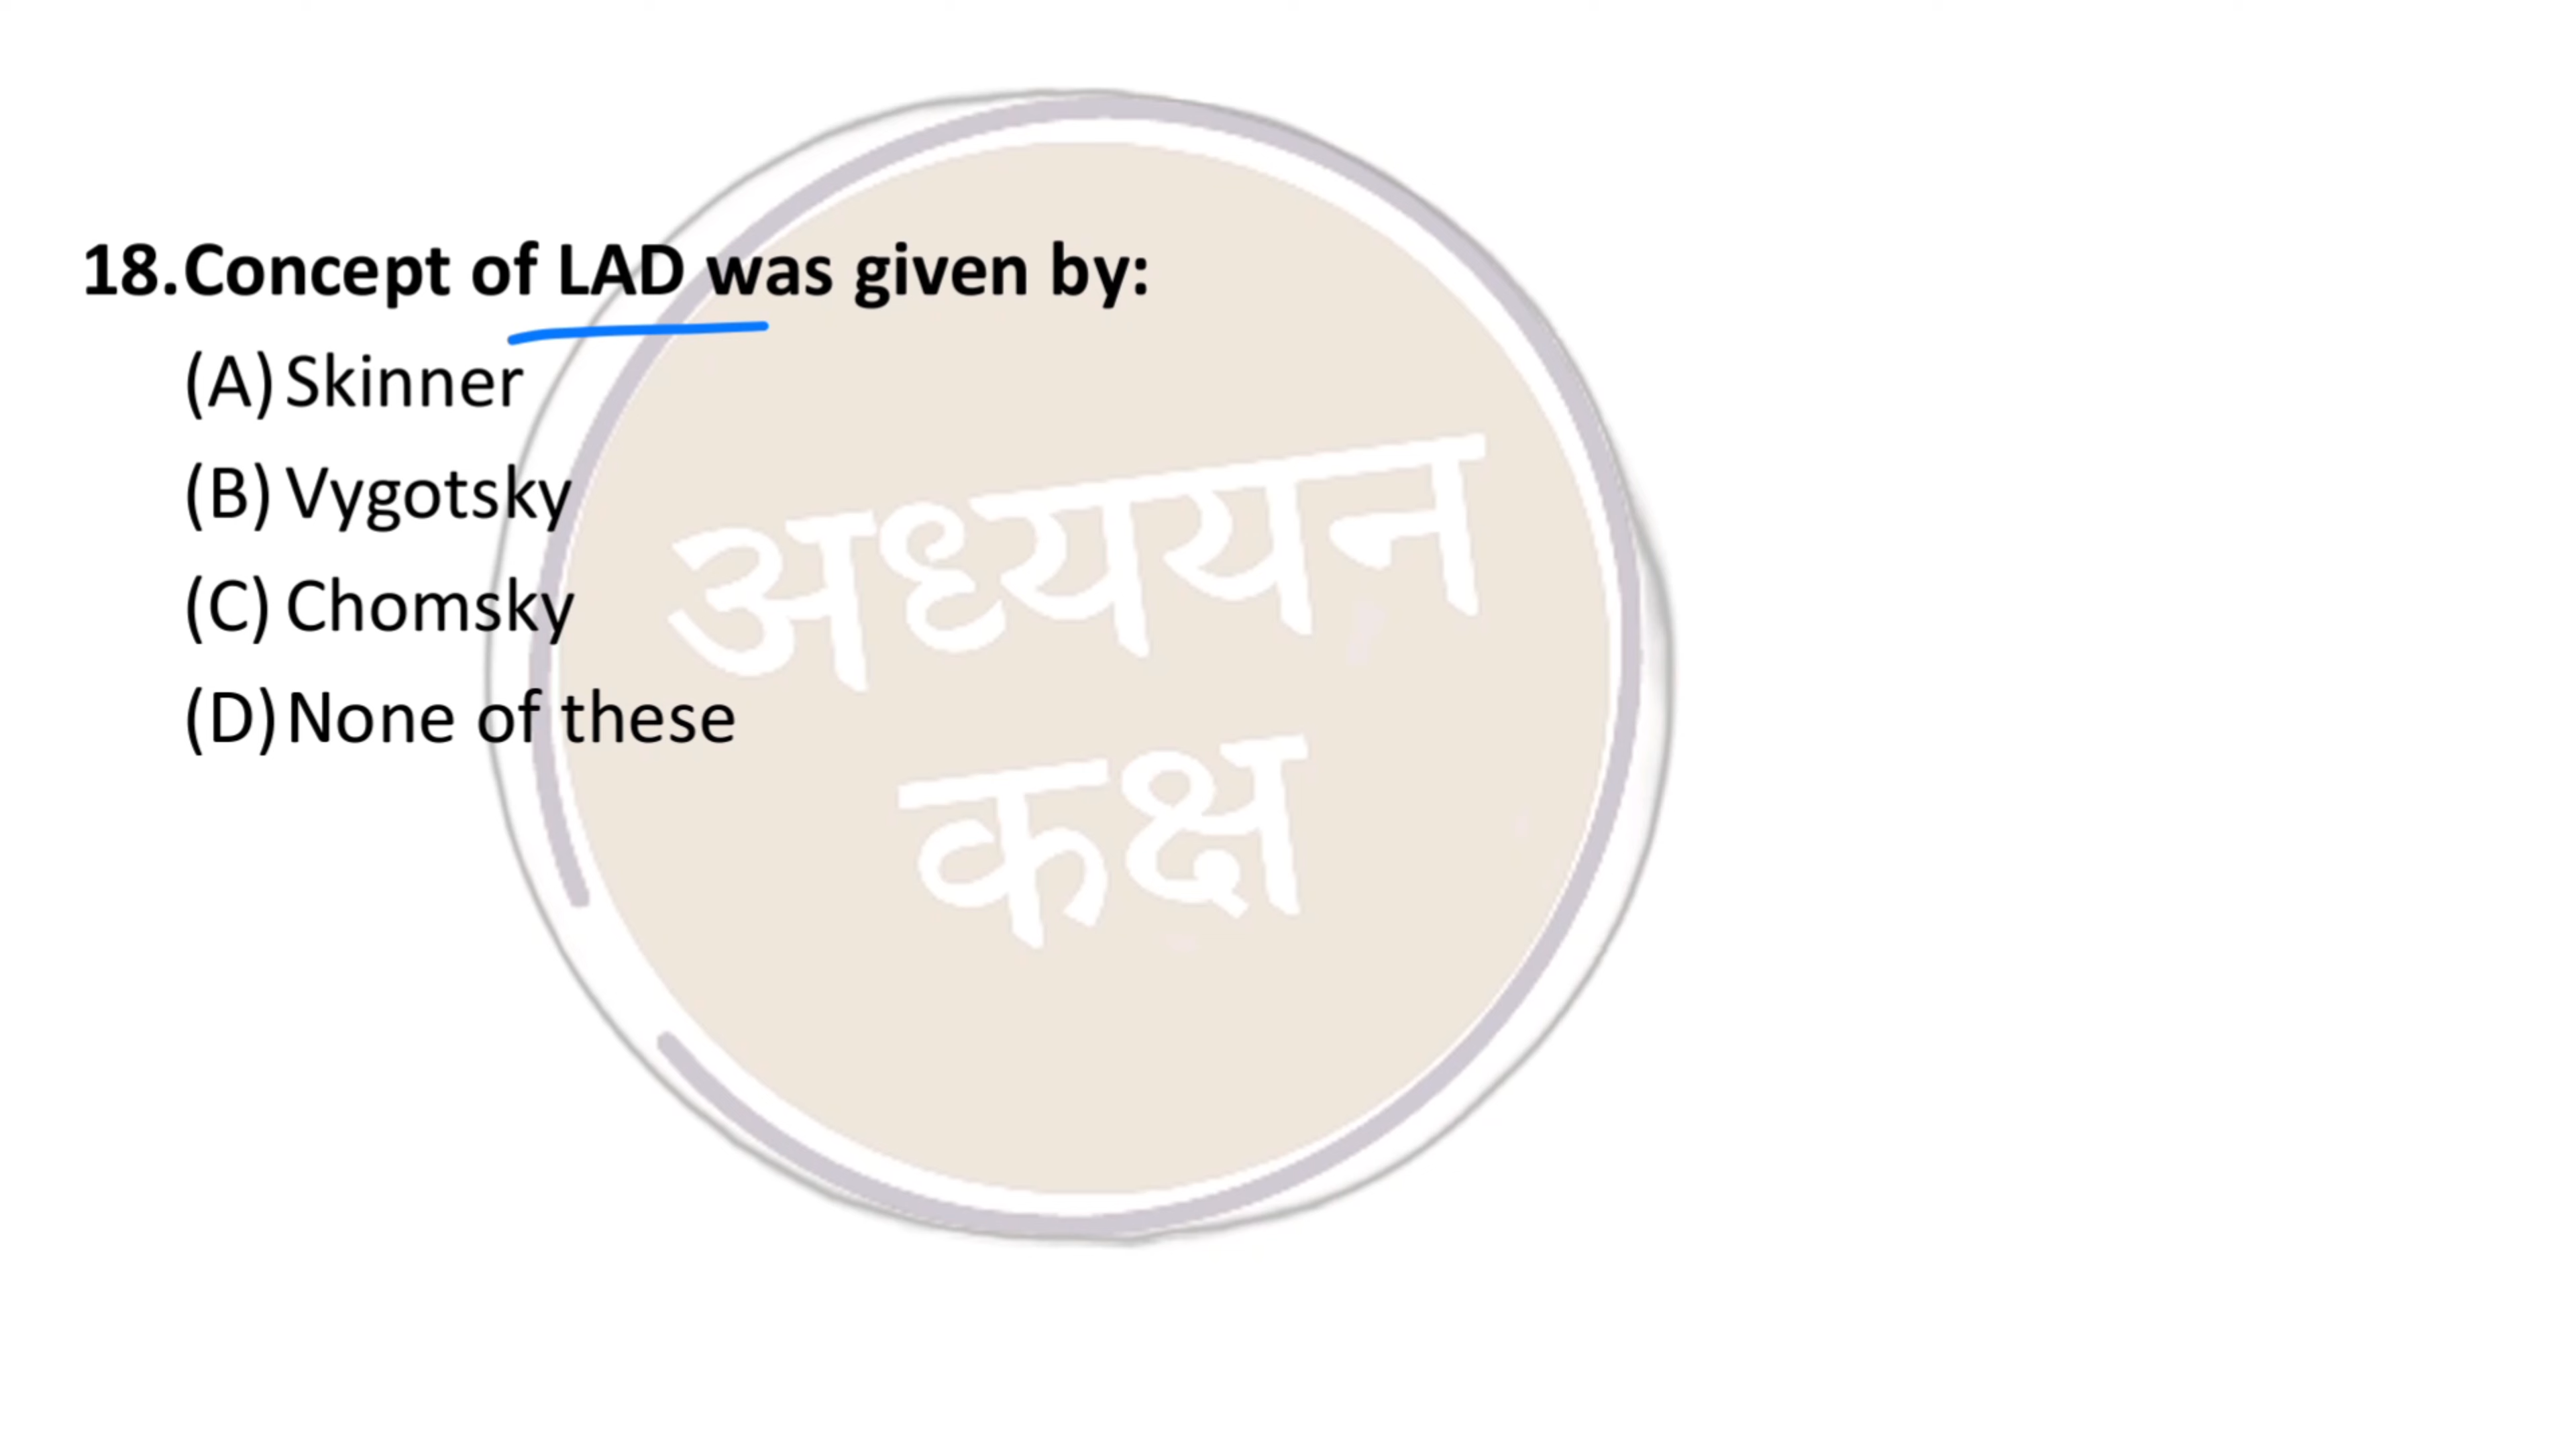 18.Concept of LAD was given by:
(A) Skinner
(B) Vygotsky
(C) Chomsky
(D) None of these
अध्ययन
कक्ष